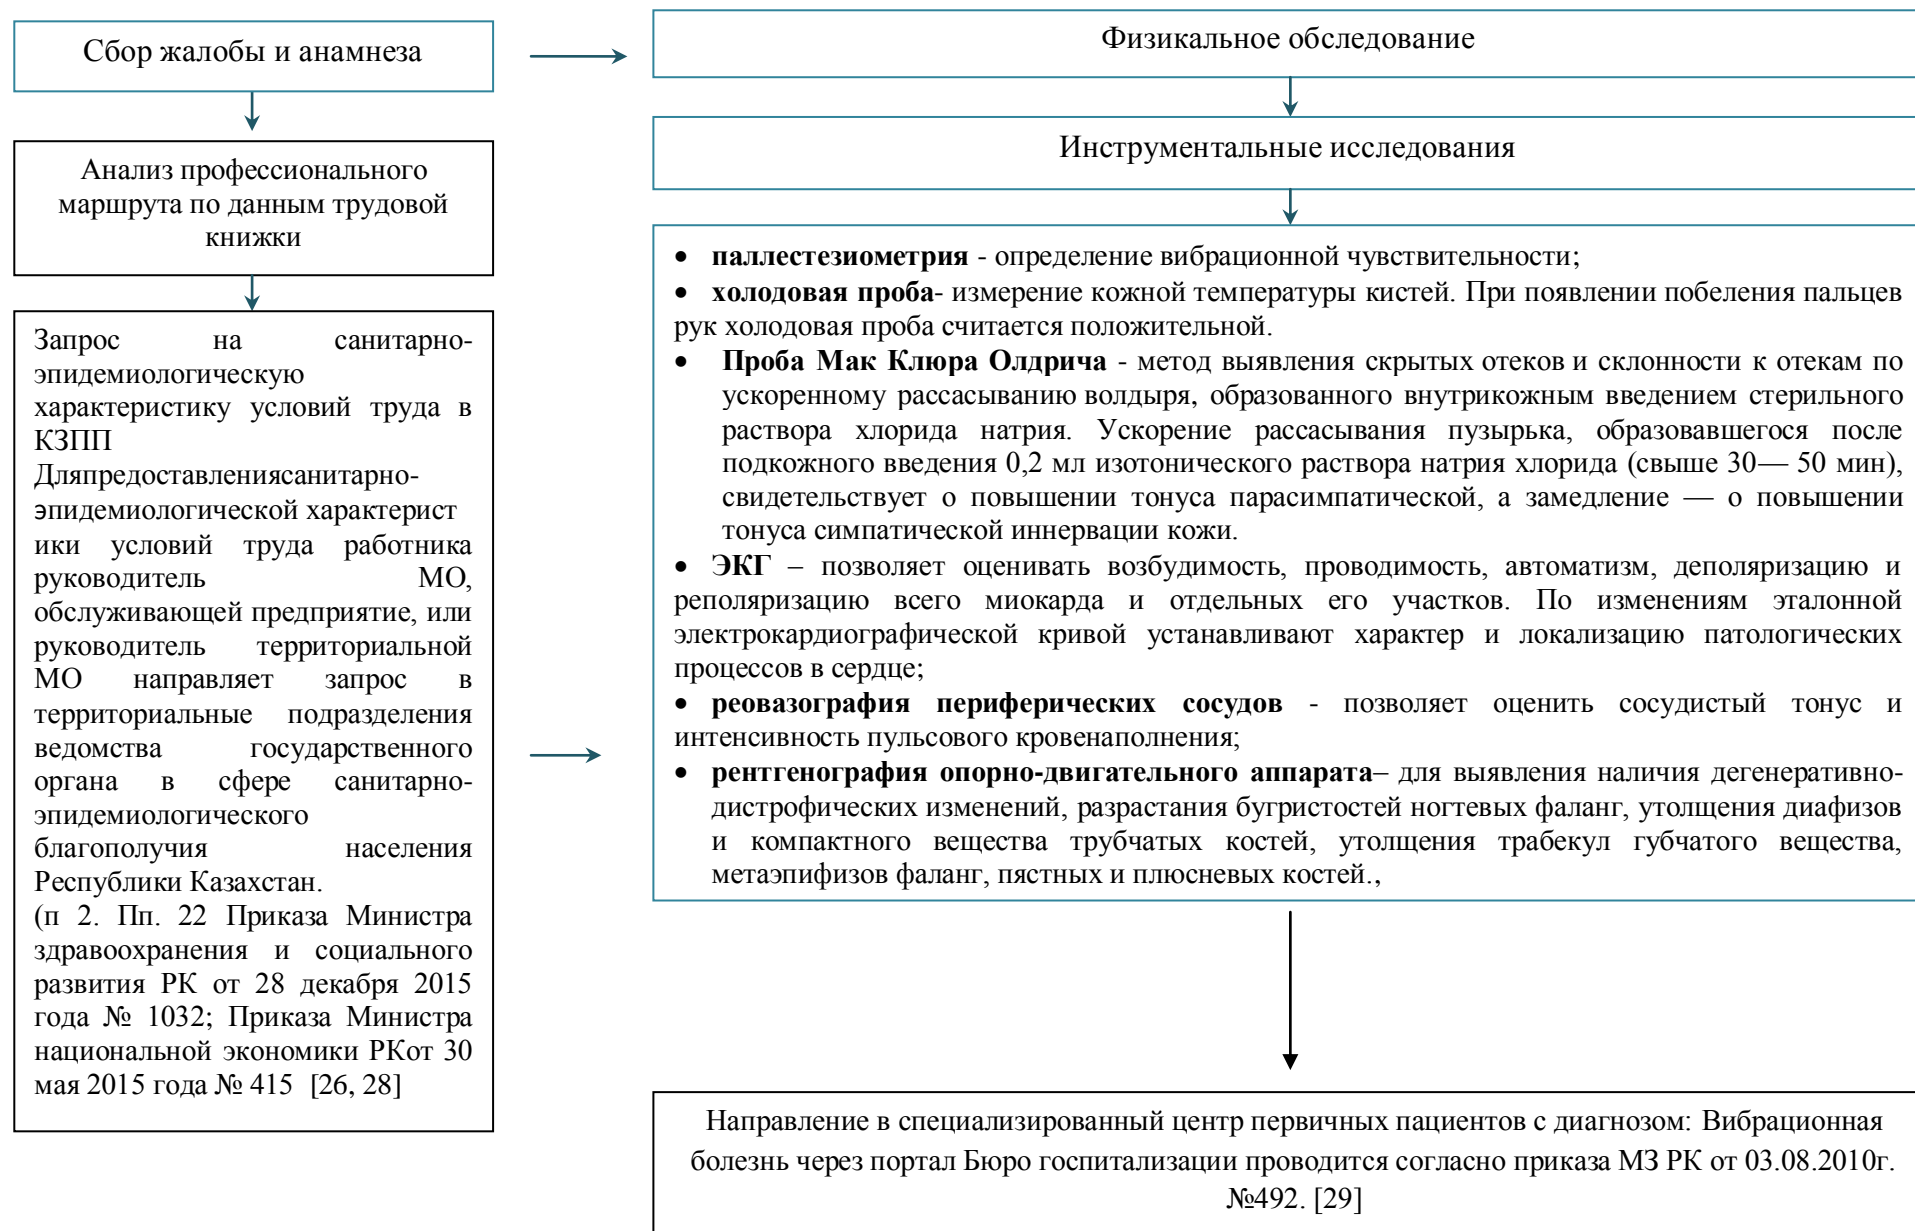 Сбор жалобы и анамнеза
Анализ профессионального
маршрута по данным трудовой
книжки
Запрос на санитарно-
эпидемиологическую
характеристику условий труда в
КЗПП
Дляпредоставлениясанитарно-
эпидемиологической характерист
ики условий труда работника
руководитель МО,
обслуживающей предприятие, или
руководитель территориальной
МО направляет запрос в
территориальные подразделения
ведомства государственного
органа в сфере санитарно-
эпидемиологического
благополучия населения
Республики Казахстан.
(п 2. Пп. 22 Приказа Министра
здравоохранения и социального
развития РК от 28 декабря 2015
года № 1032; Приказа Министра
национальной экономики РКот 30
мая 2015 года № 415 [26, 28]
Физикальное обследование
Инструментальные исследования
• паллестезиометрия - определение вибрационной чувствительности;
• холодовая проба- измерение кожной температуры кистей. При появлении побеления пальцев
рук холодовая проба считается положительной.
• Проба Мак Клюра Олдрича - метод выявления скрытых отеков и склонности к отекам по
ускоренному рассасыванию волдыря, образованного внутрикожным введением стерильного
раствора хлорида натрия. Ускорение рассасывания пузырька, образовавшегося после
подкожного введения 0,2 мл изотонического раствора натрия хлорида (свыше 30— 50 мин),
свидетельствует о повышении тонуса парасимпатической, а замедление — о повышении
тонуса симпатической иннервации кожи.
• ЭКГ – позволяет оценивать возбудимость, проводимость, автоматизм, деполяризацию и
реполяризацию всего миокарда и отдельных его участков. По изменениям эталонной
электрокардиографической кривой устанавливают характер и локализацию патологических
процессов в сердце;
• реовазография периферических сосудов - позволяет оценить сосудистый тонус и
интенсивность пульсового кровенаполнения;
• рентгенография опорно-двигательного аппарата– для выявления наличия дегенеративно-
дистрофических изменений, разрастания бугристостей ногтевых фаланг, утолщения диафизов
и компактного вещества трубчатых костей, утолщения трабекул губчатого вещества,
метаэпифизов фаланг, пястных и плюсневых костей.,
Направление в специализированный центр первичных пациентов с диагнозом: Вибрационная
болезнь через портал Бюро госпитализации проводится согласно приказа МЗ РК от 03.08.2010г.
№492. [29]